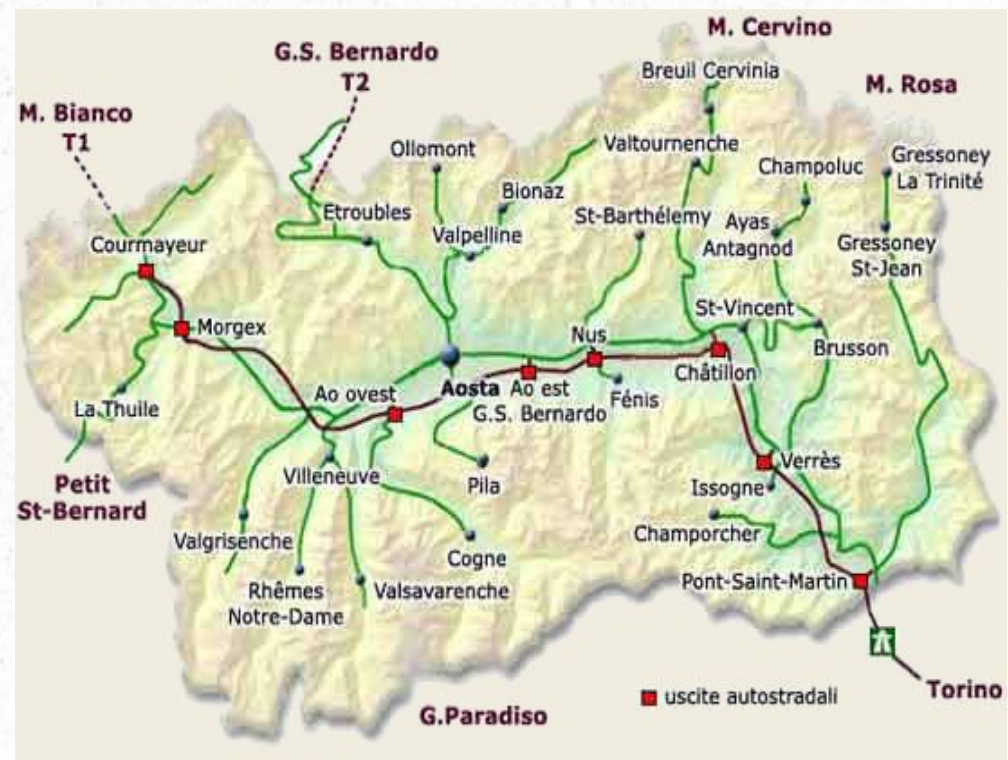 M. Cervino
G.S. Bernardo
T2
Breuil Cervinia
M. Rosa
M. Bianco
T1
Ollomont
Valtournenche
Champoluc
Gressoney
La Trinité
Bionaz
Etroubles
St-Barthélemy
Ayas
Antagnod
Valpelline
Gressoney
St-Jean
Courmayeur
St-Vincent
Morgex
Nus
Brusson
Châtillon
Ao ovest
Aosta
Ao est
G.S. Bernardo
Fénis
La Thuile
Villeneuve
Pila
Verrès
Issogne
Petit
St-Bernard
Champorcher
Valgrisenche
Cogne
Pont-Saint-Martin
Rhêmes
Notre-Dame
Valsavarenche
Torino
uscite autostradali
G.Paradiso